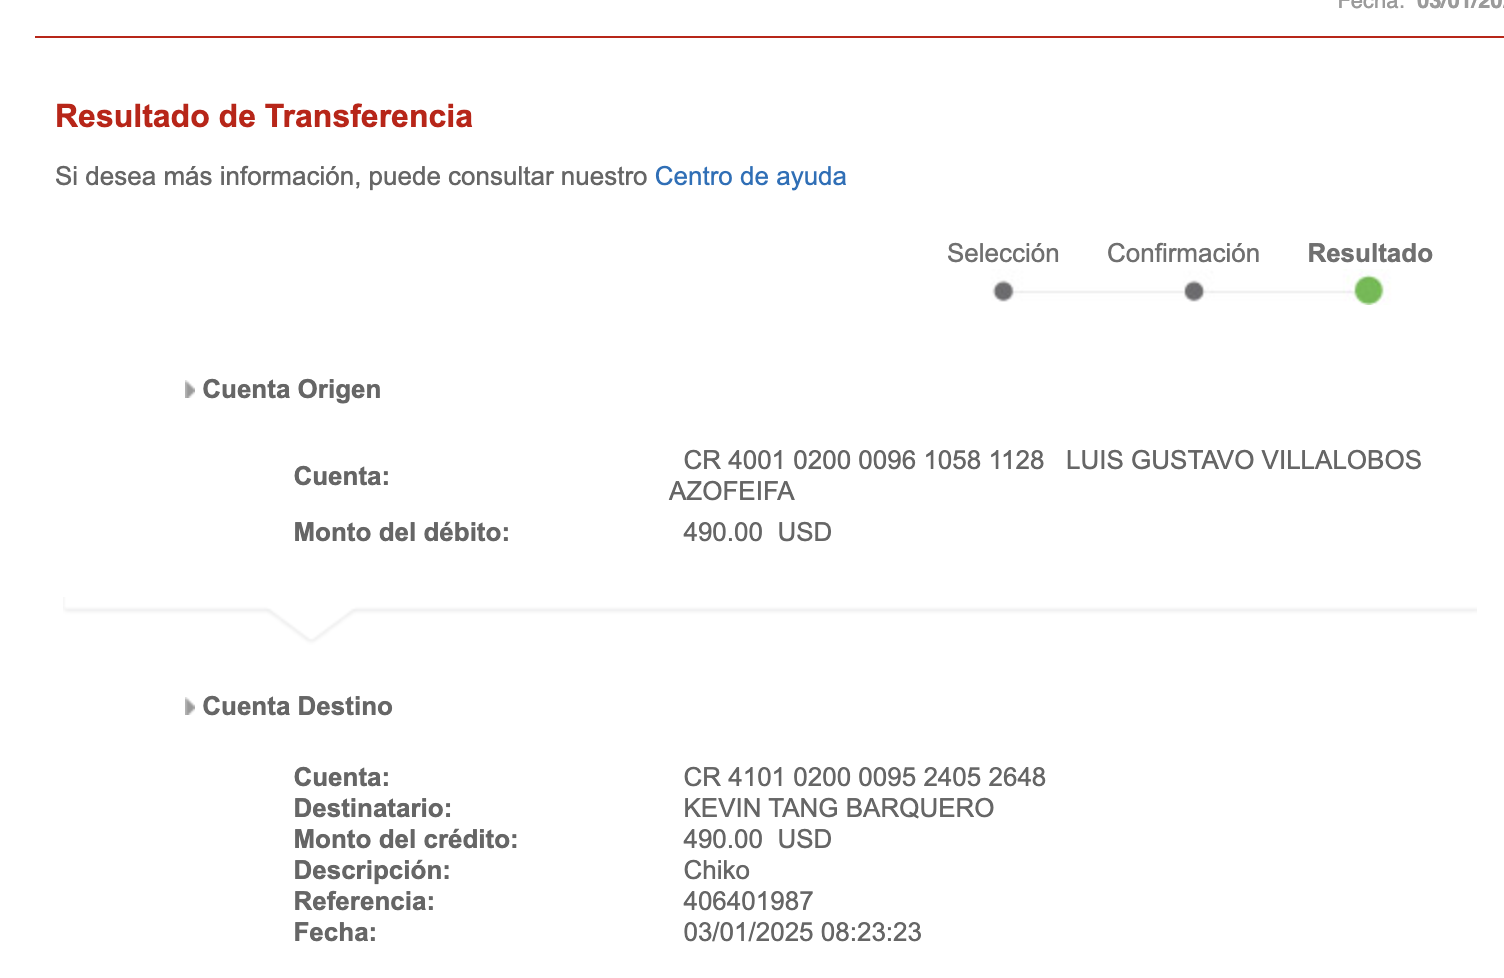 Fecha: 03/01/20
Resultado de Transferencia
Si desea más información, puede consultar nuestro Centro de ayuda
Selección Confirmación Resultado
Cuenta Origen
Cuenta: CR 4001 0200 0096 1058 1128 LUIS GUSTAVO VILLALOBOS
AZOFEIFA
Monto del débito: 490.00 USD
Cuenta Destino
Cuenta: CR 4101 0200 0095 2405 2648
Destinatario: KEVIN TANG BARQUERO
Monto del crédito: 490.00 USD
Descripción: Chiko
Referencia: 406401987
Fecha: 03/01/2025 08:23:23